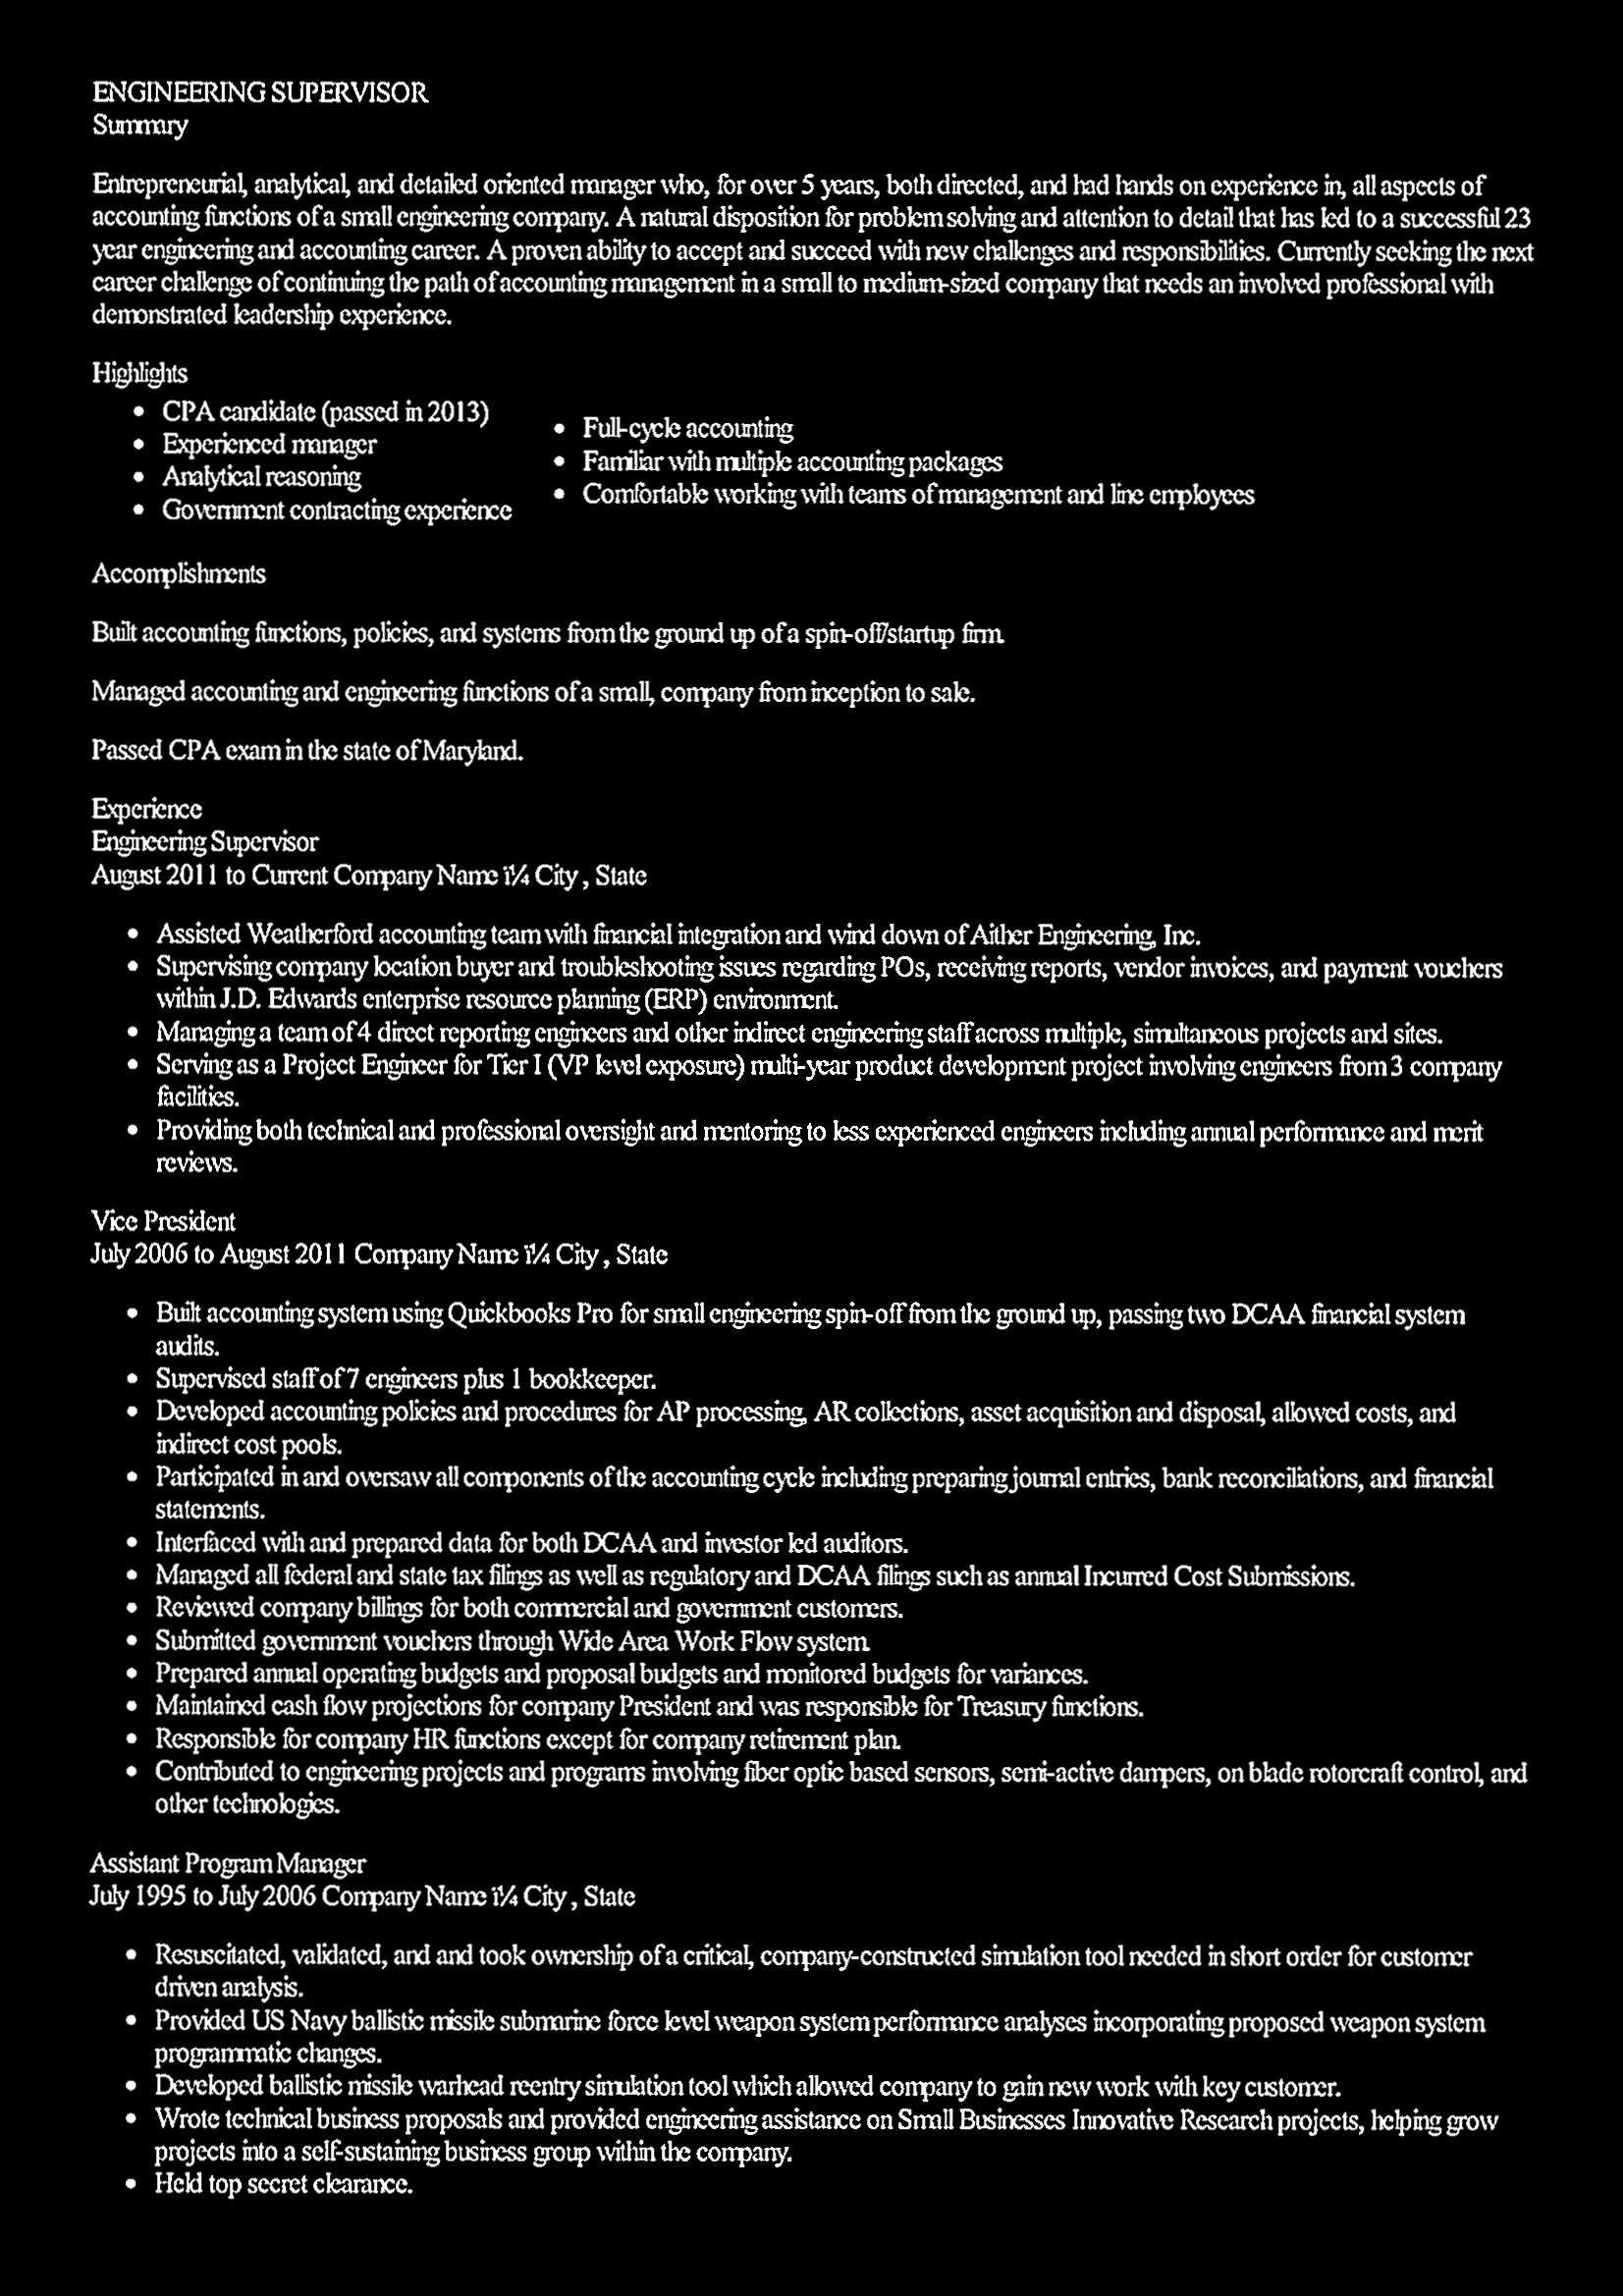 ENGINEERING SUPERVISOR
Summary
Entrepreneurial, analytical, and detailed oriented manager who, for over 5 years, both directed, and had hands on experience in, all aspects of
accounting functions of a small engineering company. A natural disposition for problem solving and attention to detail that has led to a successful 23
year engineering and accounting career. A proven ability to accept and succeed with new challenges and responsibilities. Currently seeking the next
career challenge of continuing the path of accounting management in a small to medium-sized company that needs an involved professional with
demonstrated leadership experience.
Highlights
• CPA candidate (passed in 2013)
• Experienced manager
• Analytical reasoning
• Government contracting experience
• Full-cycle accounting
• Familiar with multiple accounting packages
• Comfortable working with teams of management and line employees
Accomplishments
Built accounting functions, policies, and systems from the ground up of a spin-off/startup firm.
Managed accounting and engineering functions of a small, company from inception to sale.
Passed CPA exam in the state of Maryland.
Experience
Engineering Supervisor
August 2011 to Current Company Name ï¼ City , State
• Assisted Weatherford accounting team with financial integration and wind down of Aither Engineering, Inc.
• Supervising company location buyer and troubleshooting issues regarding POs, receiving reports, vendor invoices, and payment vouchers
within J.D. Edwards enterprise resource planning (ERP) environment.
• Managing a team of 4 direct reporting engineers and other indirect engineering staff across multiple, simultaneous projects and sites.
• Serving as a Project Engineer for Tier I (VP level exposure) multi-year product development project involving engineers from 3 company
facilities.
• Providing both technical and professional oversight and mentoring to less experienced engineers including annual performance and merit
reviews.
Vice President
July 2006 to August 2011 Company Name ï¼ City , State
• Built accounting system using Quickbooks Pro for small engineering spin-off from the ground up, passing two DCAA financial system
audits.
• Supervised staff of 7 engineers plus 1 bookkeeper.
• Developed accounting policies and procedures for AP processing, AR collections, asset acquisition and disposal, allowed costs, and
indirect cost pools.
• Participated in and oversaw all components of the accounting cycle including preparing journal entries, bank reconciliations, and financial
statements.
• Interfaced with and prepared data for both DCAA and investor led auditors.
• Managed all federal and state tax filings as well as regulatory and DCAA filings such as annual Incurred Cost Submissions.
• Reviewed company billings for both commercial and government customers.
• Submitted government vouchers through Wide Area Work Flow system.
• Prepared annual operating budgets and proposal budgets and monitored budgets for variances.
• Maintained cash flow projections for company President and was responsible for Treasury functions.
• Responsible for company HR functions except for company retirement plan.
• Contributed to engineering projects and programs involving fiber optic based sensors, semi-active dampers, on blade rotorcraft control, and
other technologies.
Assistant Program Manager
July 1995 to July 2006 Company Name ï¼ City , State
• Resuscitated, validated, and and took ownership of a critical, company-constructed simulation tool needed in short order for customer
driven analysis.
• Provided US Navy ballistic missile submarine force level weapon system performance analyses incorporating proposed weapon system
programmatic changes.
• Developed ballistic missile warhead reentry simulation tool which allowed company to gain new work with key customer.
• Wrote technical business proposals and provided engineering assistance on Small Businesses Innovative Research projects, helping grow
projects into a self-sustaining business group within the company.
• Held top secret clearance.